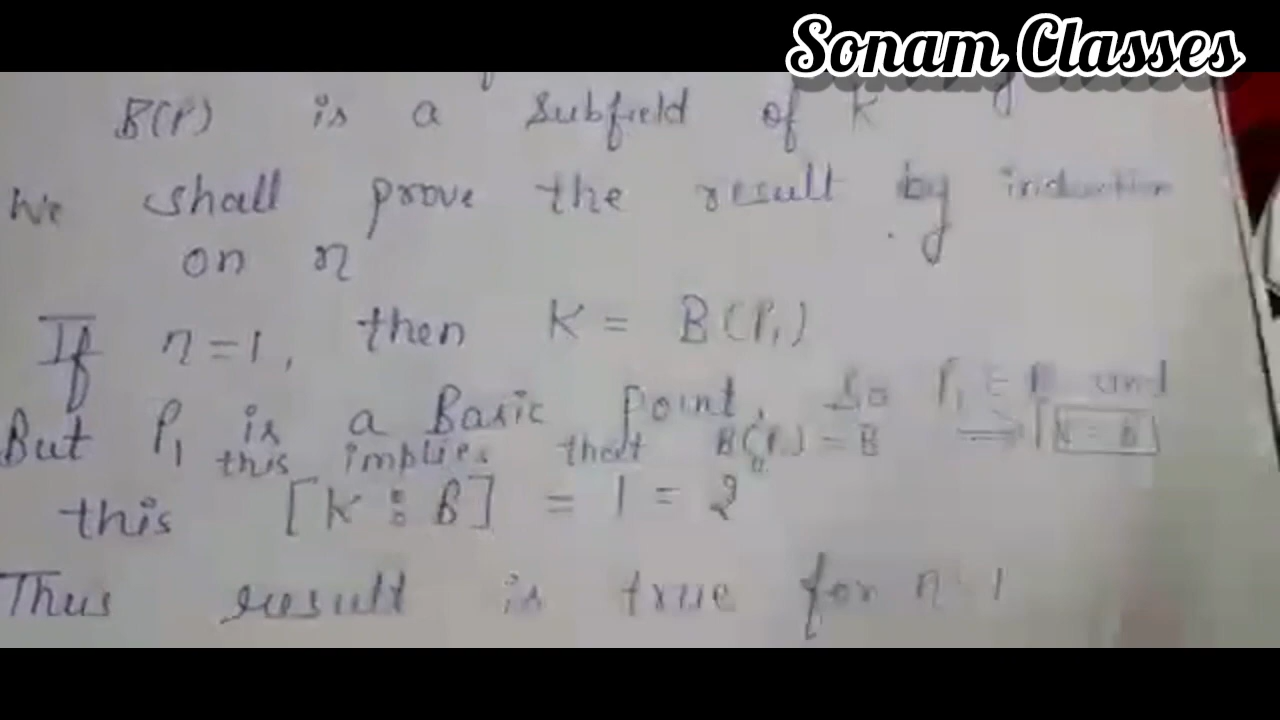 Sonam Classes
B(P) is a subfield of K
We shall prove the result by induction
on n
If n=1, then K = B(P₁)
But P₁ is a Basic point, so P₁ ∈ B and
this implies that B(P₁) = B ⟹ K = B
this [K : B] = 1 = 2⁰
Thus result is true for n=1